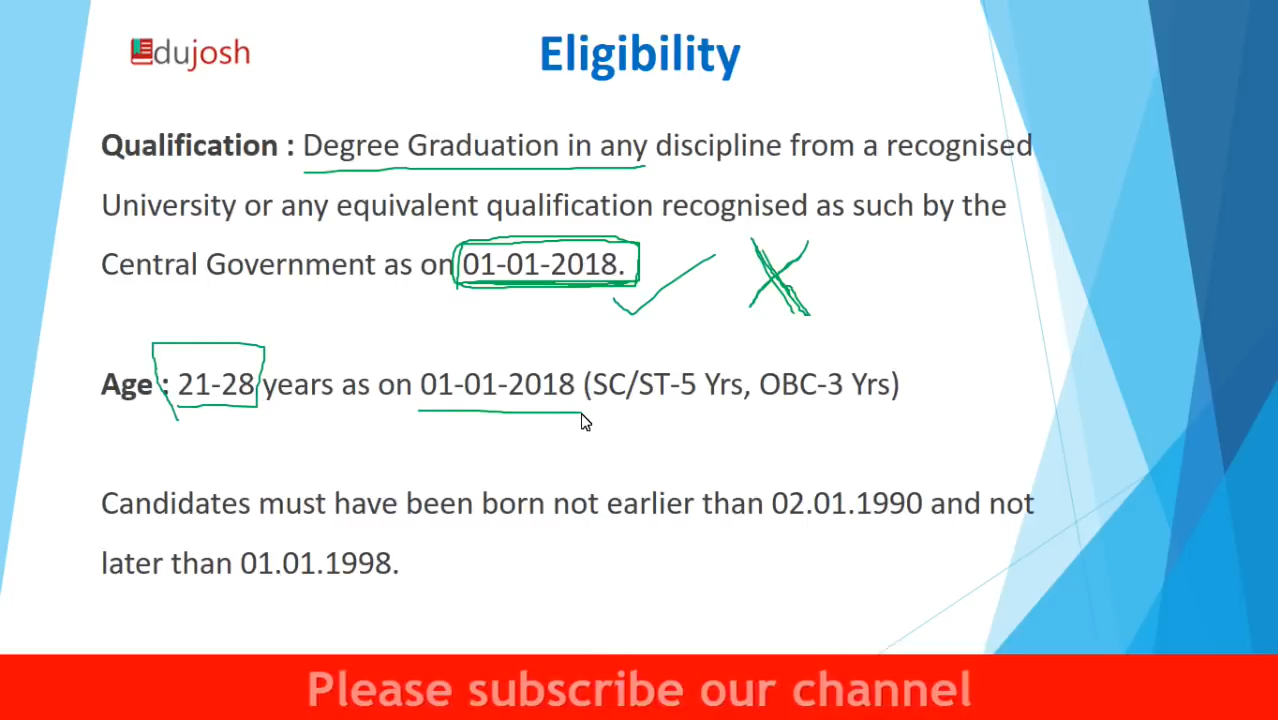 Edujosh
Eligibility
Qualification : Degree Graduation in any discipline from a recognised
University or any equivalent qualification recognised as such by the
Central Government as on 01-01-2018.
Age : 21-28 years as on 01-01-2018 (SC/ST-5 Yrs, OBC-3 Yrs)
Candidates must have been born not earlier than 02.01.1990 and not
later than 01.01.1998.
Please subscribe our channel